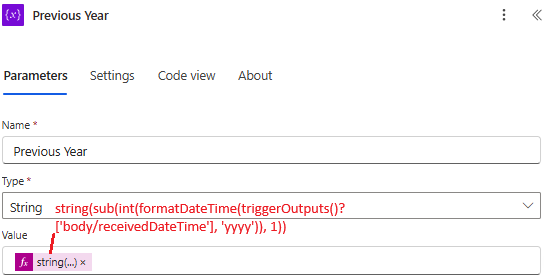 {x} Previous Year
Parameters Settings Code view About
Name *
Previous Year
Type *
String string(sub(int(formatDateTime(triggerOutputs()?
['body/receivedDateTime'], 'yyyy')), 1))
Value
fx string(...) ×